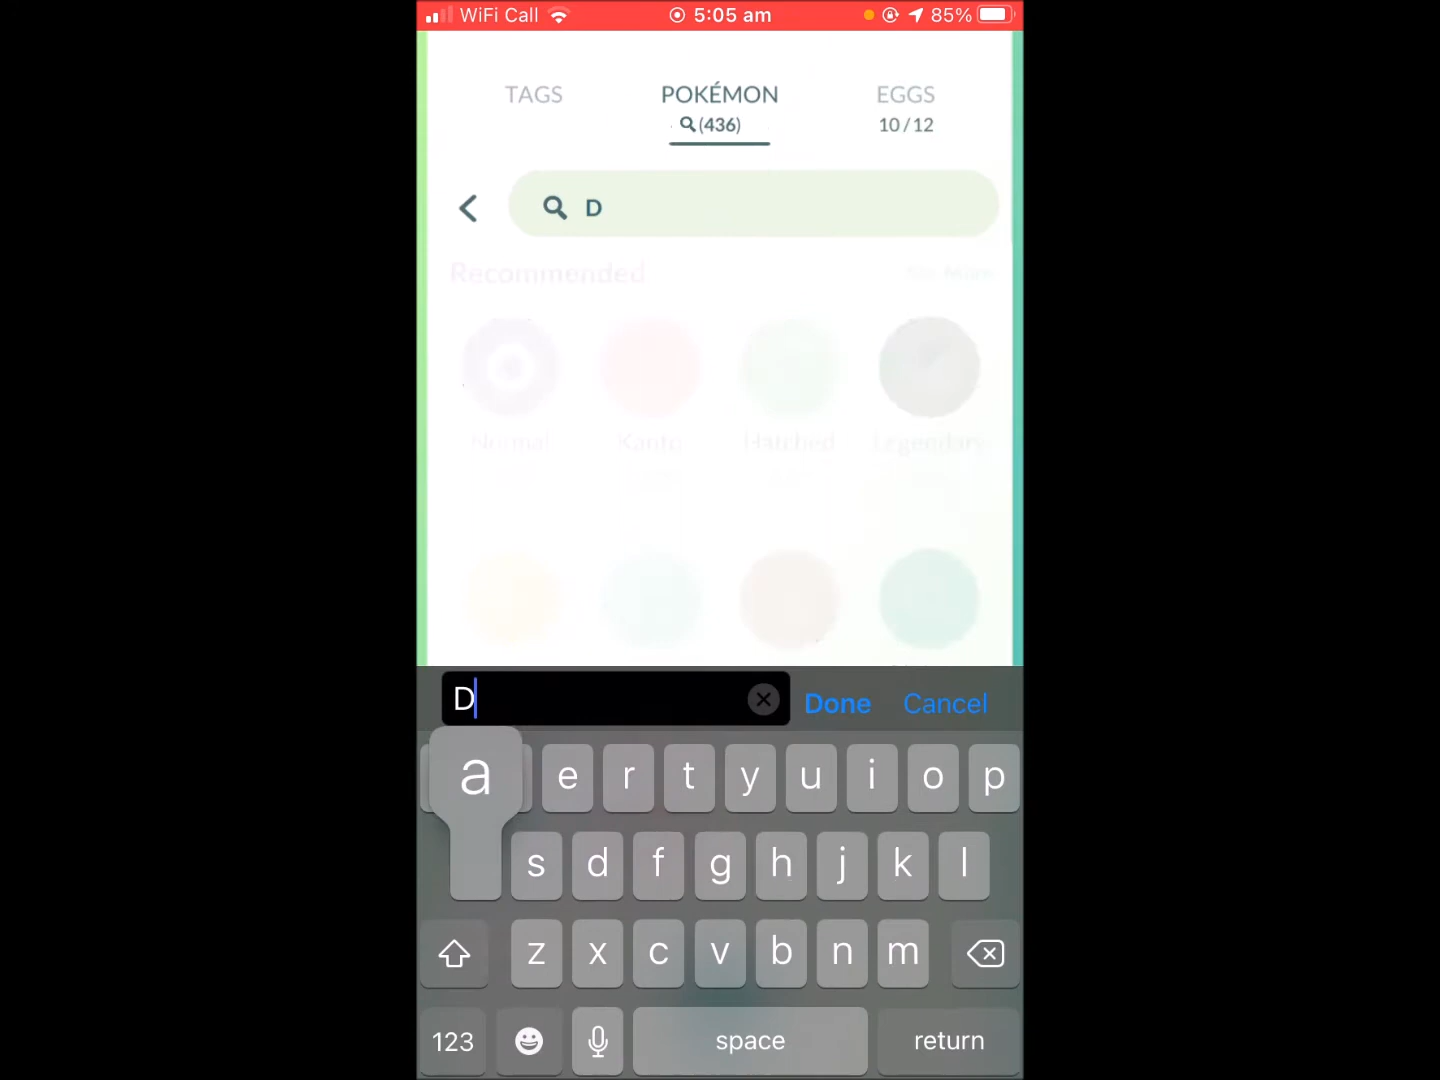 WiFi Call 5:05 am 85%
TAGS POKÉMON EGGS
(436) 10/12
D
Recommended
Normal Kanto Hatched Legendary
D Done Cancel
a e r t y u i o p
s d f g h j k l
z x c v b n m
123 space return